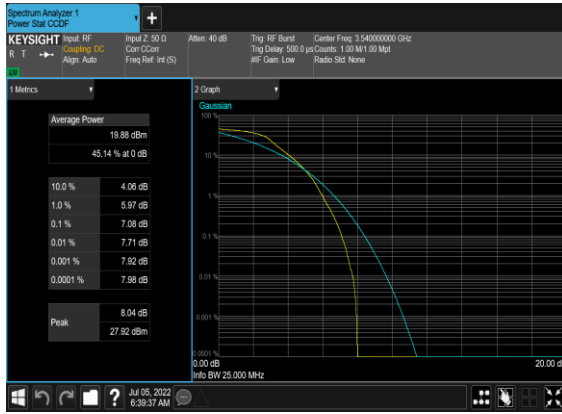 Spectrum Analyzer 1
Power Stat CCDF
+
KEYSIGHT
R T
LXI
Input: RF
Coupling: DC
Align: Auto
Input Z: 50 Ω
Corr CCorr
Freq Ref: Int (S)
Atten: 40 dB
Trig: RF Burst
Trig Delay: 500.0 µs
#IF Gain: Low
Center Freq: 3.540000000 GHz
Counts: 1.00 M/1.00 Mpt
Radio Std: None
1 Metrics
Average Power
19.88 dBm
45.14 % at 0 dB
10.0 % 4.06 dB
1.0 % 5.97 dB
0.1 % 7.08 dB
0.01 % 7.71 dB
0.001 % 7.92 dB
0.0001 % 7.98 dB
Peak
8.04 dB
27.92 dBm
2 Graph
Gaussian
100 %
10 %
1 %
0.1 %
0.01 %
0.001 %
0.0001 %
0.00 dB
20.00 dB
Info BW 25.000 MHz
?
Jul 05, 2022
6:39:37 AM